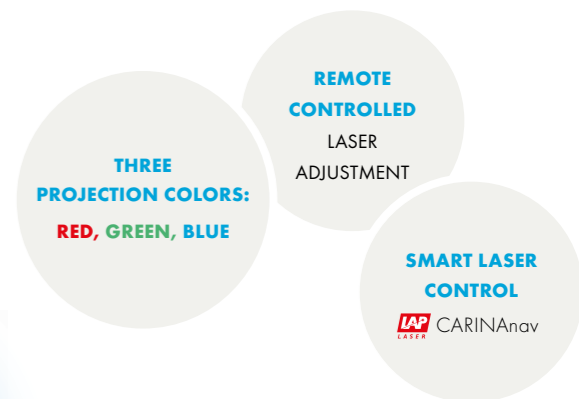 REMOTE
CONTROLLED
LASER
ADJUSTMENT
THREE
PROJECTION COLORS:
RED, GREEN, BLUE
SMART LASER
CONTROL
LAP LASER CARINAnav